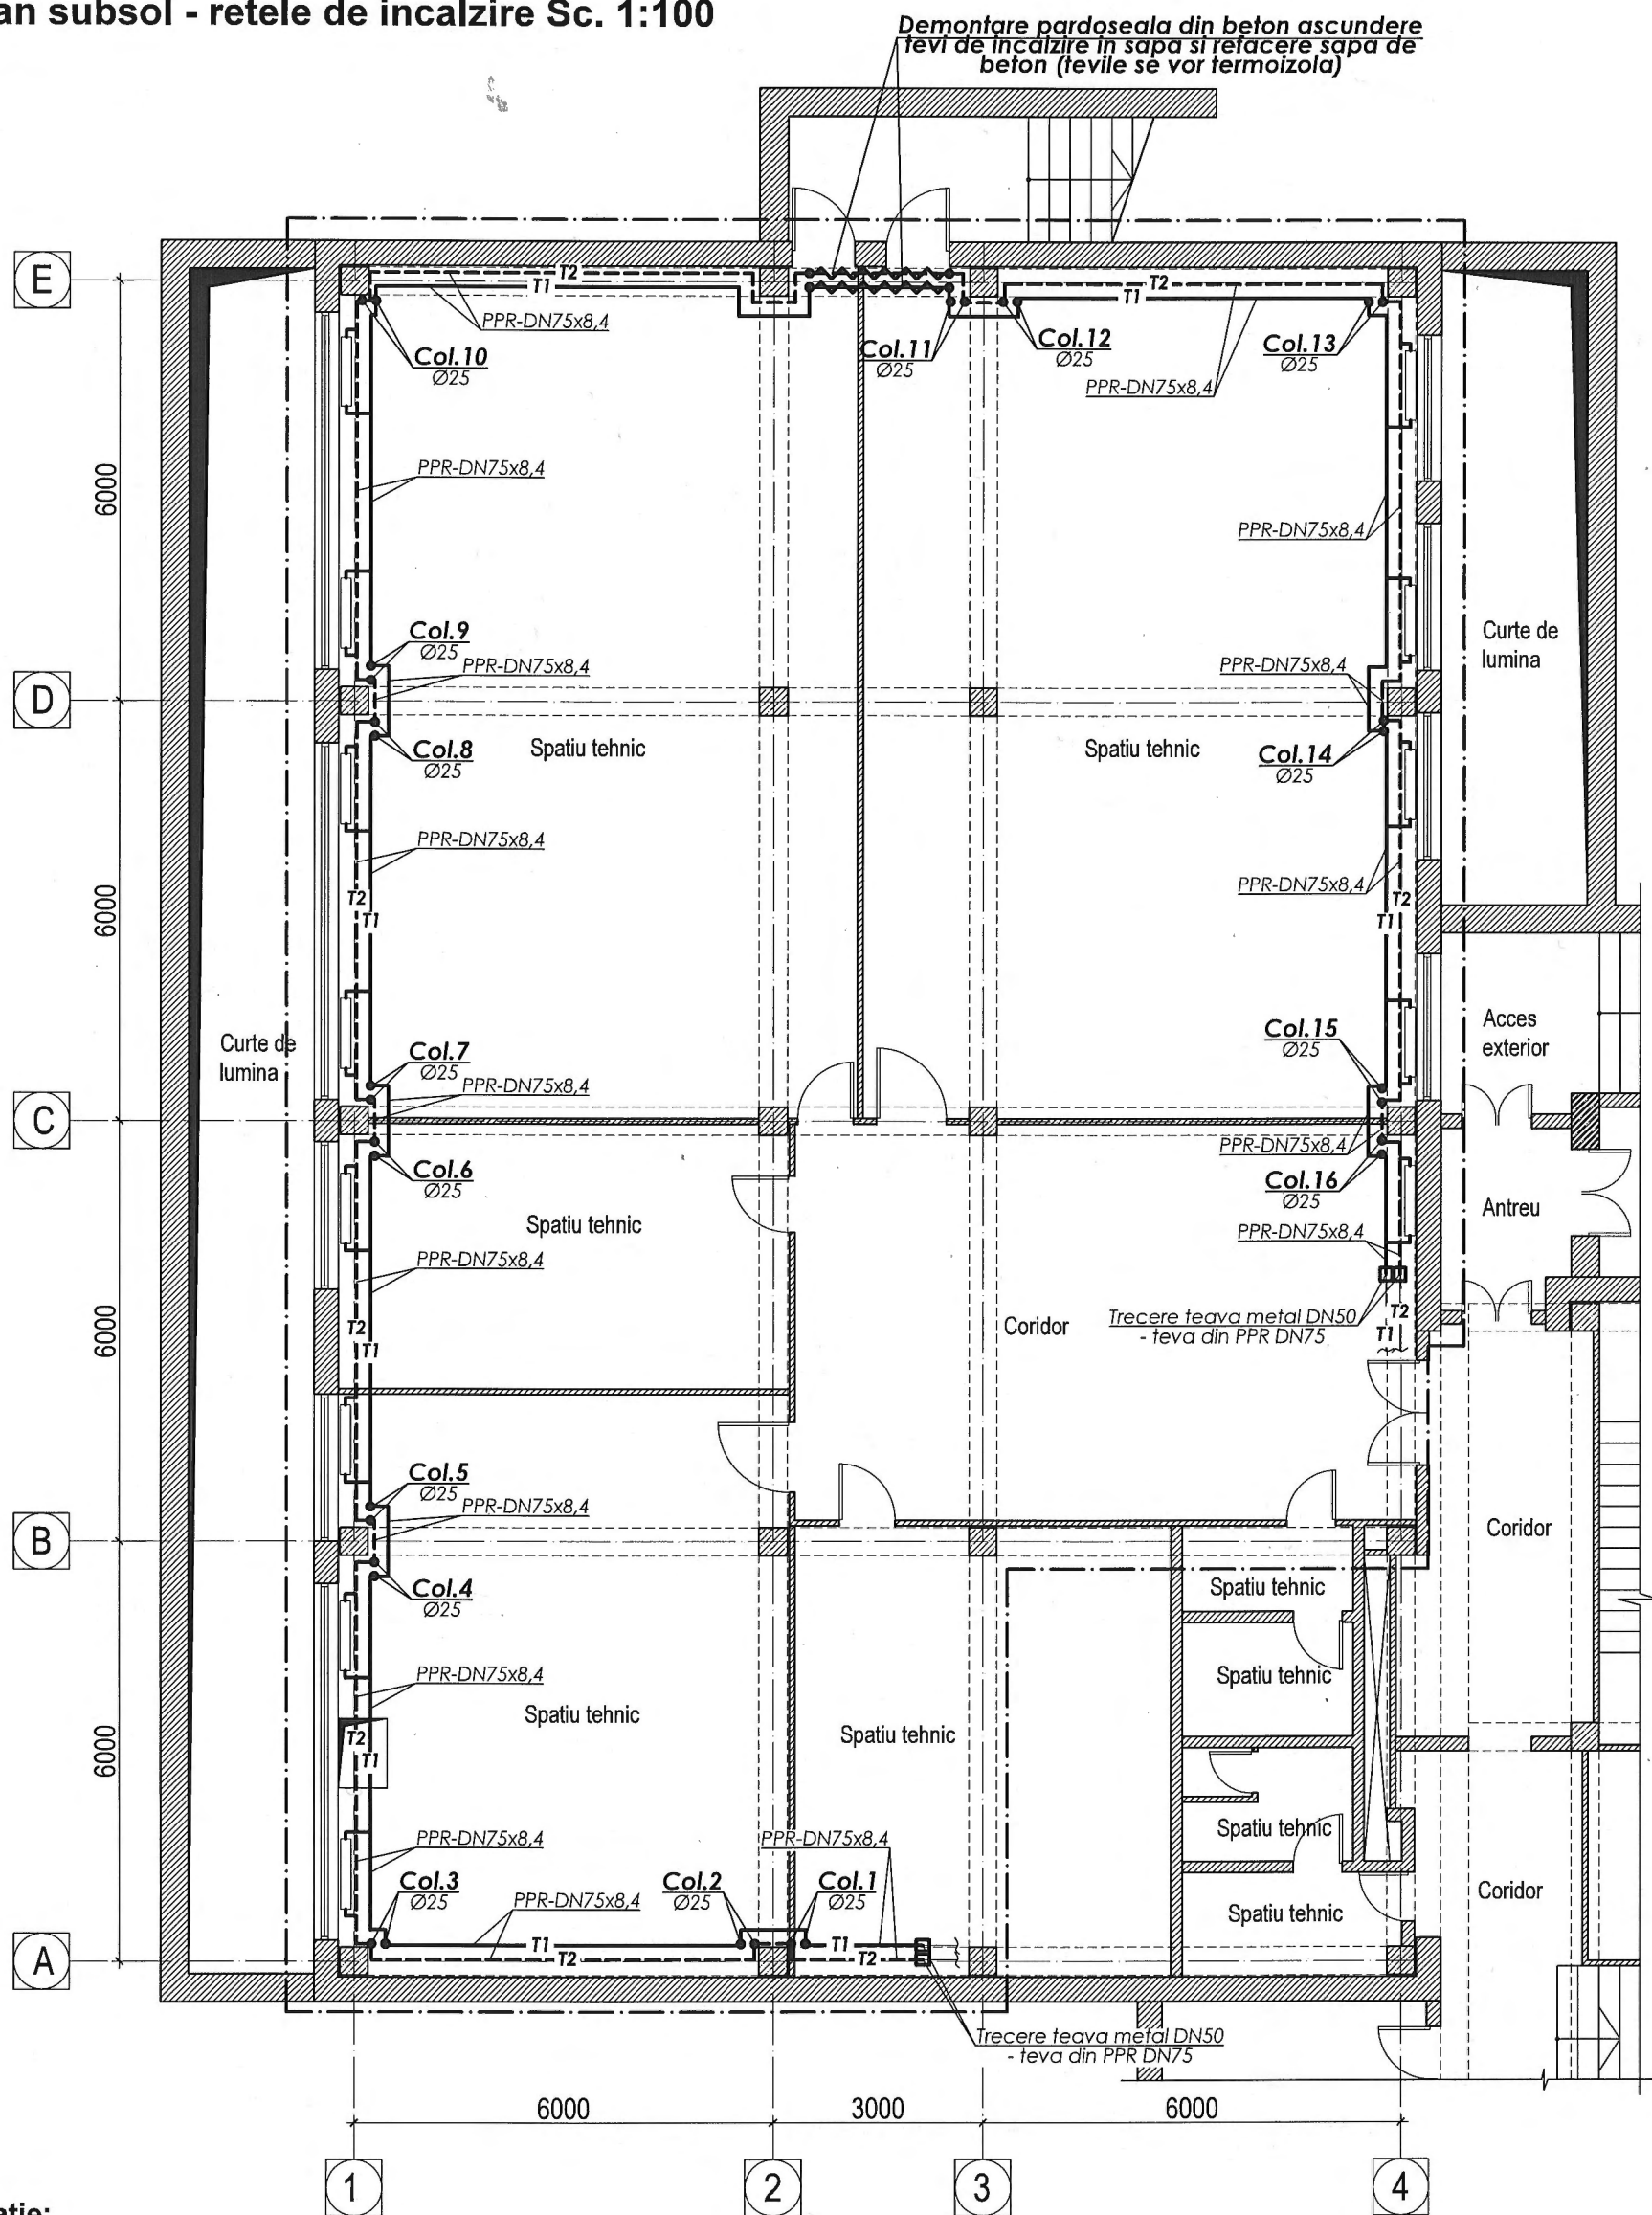 an subsol - retele de incalzire Sc. 1:100
Demontare pardoseala din beton ascundere
tevi de incalzire in sapa si refacere sapa de
beton (tevile se vor termoizola)
E
T2
T1
T2
T1
PPR-DN75x8,4
Col.10
Ø25
Col.11
Ø25
Col.12
Ø25
Col.13
Ø25
PPR-DN75x8,4
6000
PPR-DN75x8,4
PPR-DN75x8,4
Col.9
Ø25
PPR-DN75x8,4
PPR-DN75x8,4
Curte de
lumina
D
Col.8
Ø25
Spatiu tehnic
Spatiu tehnic
Col.14
Ø25
PPR-DN75x8,4
PPR-DN75x8,4
6000
T2
T1
T2
T1
Curte de
lumina
Col.7
Ø25
PPR-DN75x8,4
Col.15
Ø25
Acces
exterior
C
PPR-DN75x8,4
Col.6
Ø25
Col.16
Ø25
Spatiu tehnic
Antreu
PPR-DN75x8,4
PPR-DN75x8,4
6000
T2
T1
Coridor
Trecere teava metal DN50
- teva din PPR DN75
T2
T1
Col.5
Ø25
PPR-DN75x8,4
B
Coridor
Col.4
Ø25
Spatiu tehnic
PPR-DN75x8,4
Spatiu tehnic
Spatiu tehnic
Spatiu tehnic
6000
T2
T1
PPR-DN75x8,4
PPR-DN75x8,4
Spatiu tehnic
Col.3
Ø25
PPR-DN75x8,4
Col.2
Ø25
Col.1
Ø25
Coridor
Spatiu tehnic
A
T1
T2
T1
T2
Trecere teava metal DN50
- teva din PPR DN75
6000
3000
6000
1
2
3
4